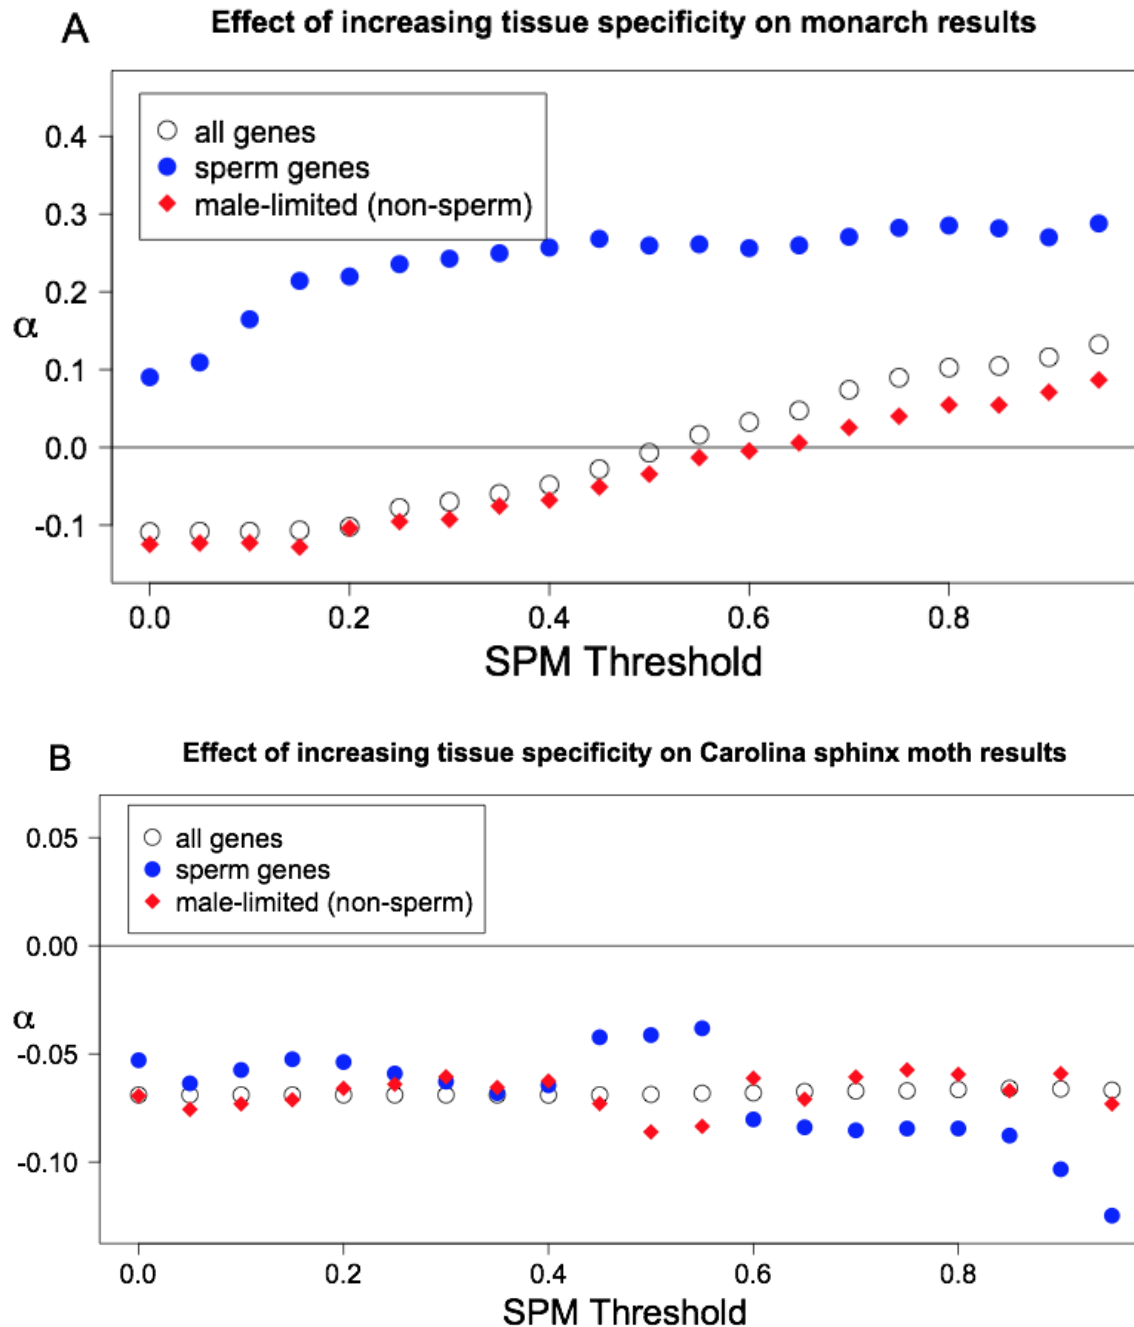 A
Effect of increasing tissue specificity on monarch results
all genes
sperm genes
male-limited (non-sperm)
0.4
0.3
0.2
0.1
0.0
-0.1
α
0.0 0.2 0.4 0.6 0.8
SPM Threshold
B
Effect of increasing tissue specificity on Carolina sphinx moth results
all genes
sperm genes
male-limited (non-sperm)
0.05
0.00
-0.05
-0.10
α
0.0 0.2 0.4 0.6 0.8
SPM Threshold